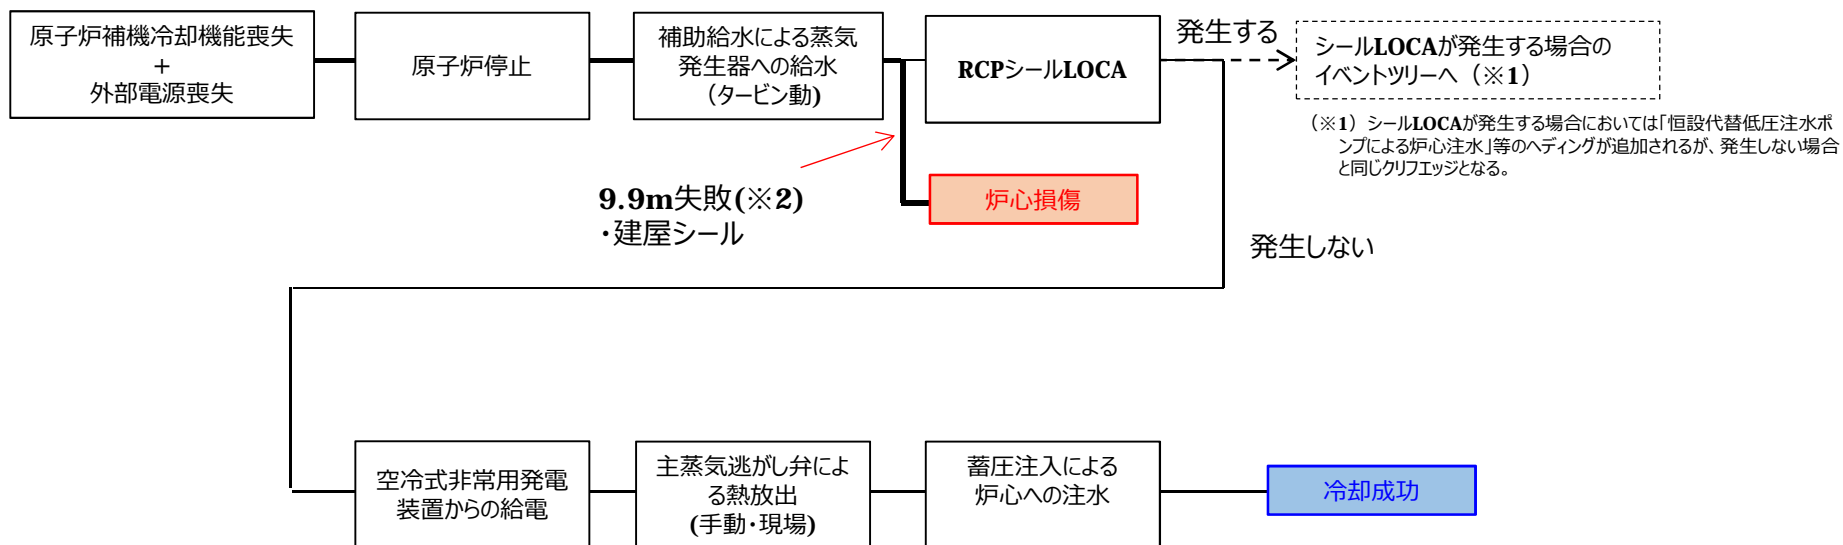 原子炉補機冷却機能喪失
+
外部電源喪失
原子炉停止
補助給水による蒸気
発生器への給水
(タービン動)
RCPシールLOCA
発生する
シールLOCAが発生する場合の
イベントツリーへ(※1)
(※1)シールLOCAが発生する場合においては「恒設代替低圧注水ポ
ンプによる炉心注水」等のヘディングが追加されるが、発生しない場合
と同じクリフエッジとなる。
9.9m失敗(※2)
・建屋シール
炉心損傷
発生しない
空冷式非常用発電
装置からの給電
主蒸気逃がし弁によ
る熱放出
(手動・現場)
蓄圧注入による
炉心への注水
冷却成功